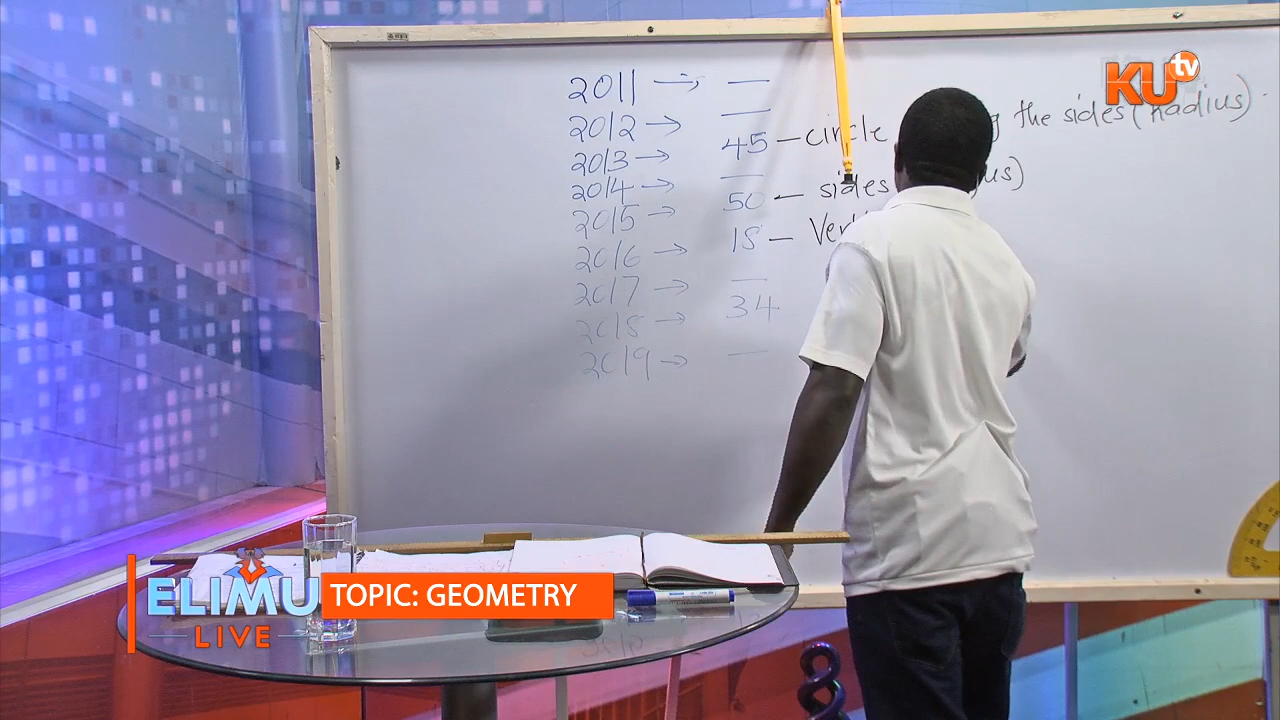 KU tv
2011 → —
2012 → —
2013 → 45 – circle the sides (radius)
2014 → —
2015 → 50 – sides
2016 → 18 –
2017 → —
2018 → 34
2019 → —
ELIMU
LIVE
TOPIC: GEOMETRY